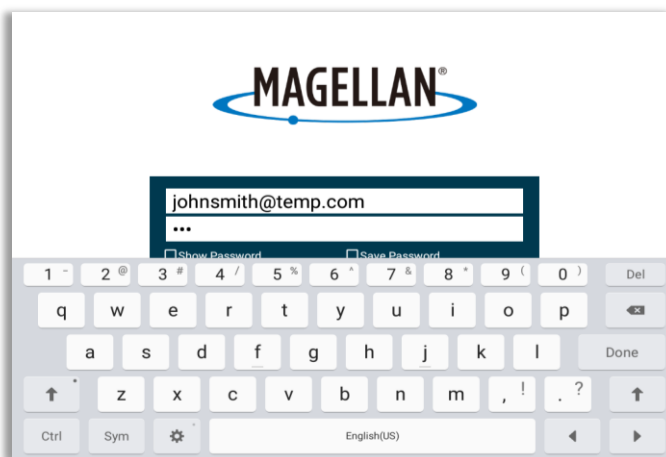 MAGELLAN®
johnsmith@temp.com
•••
Show Password Save Password
1 - 2 @ 3 # 4 / 5 % 6 ^ 7 & 8 * 9 ( 0 ) Del
q w e r t y u i o p
a s d f g h j k l Done
z x c v b n m , ! . ?
Ctrl Sym English(US)